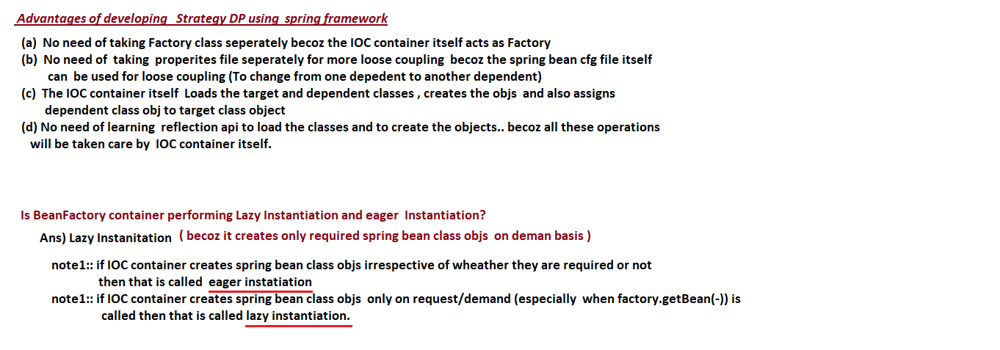 Advantages of developing Strategy DP using spring framework
(a) No need of taking Factory class seperately becoz the IOC container itself acts as Factory
(b) No need of taking properites file seperately for more loose coupling becoz the spring bean cfg file itself
can be used for loose coupling (To change from one depedent to another dependent)
(c) The IOC container itself Loads the target and dependent classes , creates the objs and also assigns
dependent class obj to target class object
(d) No need of learning reflection api to load the classes and to create the objects.. becoz all these operations
will be taken care by IOC container itself.
Is BeanFactory container performing Lazy Instantiation and eager Instantiation?
Ans) Lazy Instanitation ( becoz it creates only required spring bean class objs on deman basis )
note1:: if IOC container creates spring bean class objs irrespective of wheather they are required or not
then that is called eager instatiation
note1:: if IOC container creates spring bean class objs only on request/demand (especially when factory.getBean(-)) is
called then that is called lazy instantiation.